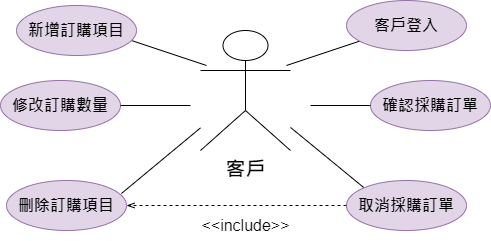 新增訂購項目
客戶登入
修改訂購數量
確認採購訂單
客戶
刪除訂購項目
取消採購訂單
<<include>>